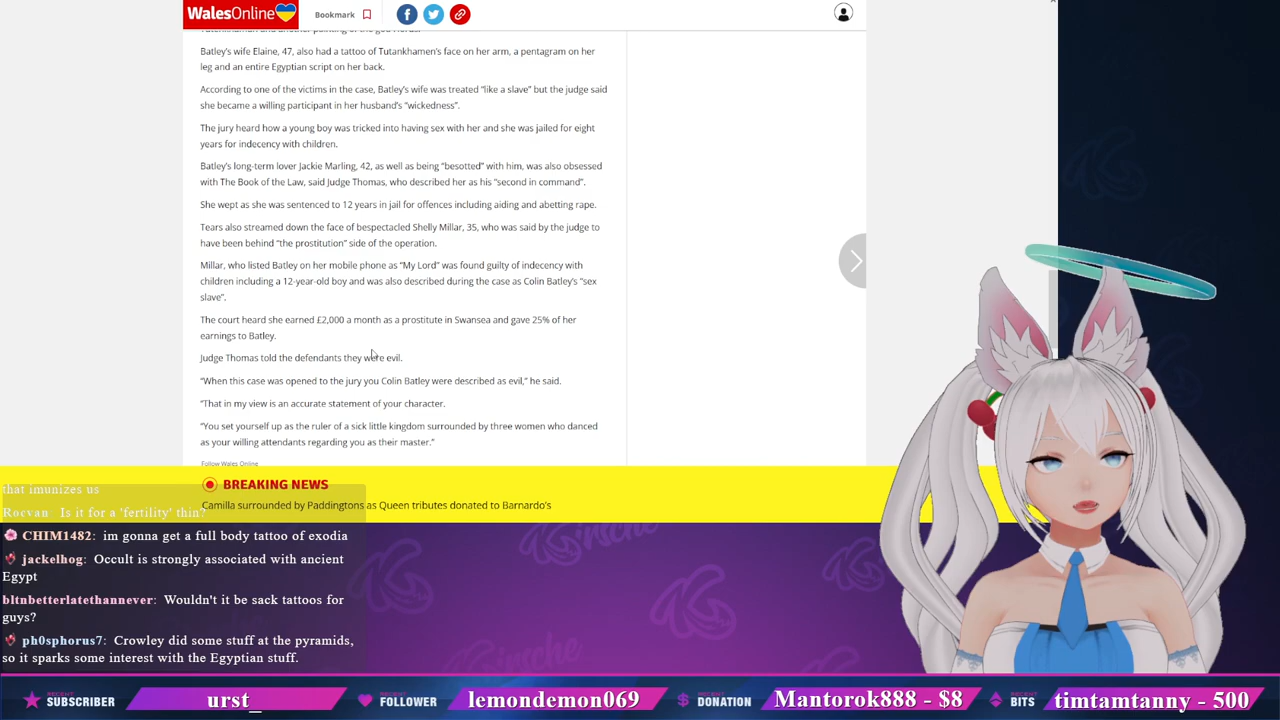 WalesOnline
Bookmark
Batley's wife Elaine, 47, also had a tattoo of Tutankhamen's face on her arm, a pentagram on her
leg and an entire Egyptian script on her back.
According to one of the victims in the case, Batley's wife was treated “like a slave” but the judge said
she became a willing participant in her husband's “wickedness”.
The jury heard how a young boy was tricked into having sex with her and she was jailed for eight
years for indecency with children.
Batley's long-term lover Jackie Marling, 42, as well as being “besotted” with him, was also obsessed
with The Book of the Law, said Judge Thomas, who described her as his “second in command”.
She wept as she was sentenced to 12 years in jail for offences including aiding and abetting rape.
Tears also streamed down the face of bespectacled Shelly Millar, 35, who was said by the judge to
have been behind “the prostitution” side of the operation.
Millar, who listed Batley on her mobile phone as “My Lord” was found guilty of indecency with
children including a 12-year-old boy and was also described during the case as Colin Batley's “sex
slave”.
The court heard she earned £2,000 a month as a prostitute in Swansea and gave 25% of her
earnings to Batley.
Judge Thomas told the defendants they were evil.
“When this case was opened to the jury you Colin Batley were described as evil,” he said.
“That in my view is an accurate statement of your character.
“You set yourself up as the ruler of a sick little kingdom surrounded by three women who danced
as your willing attendants regarding you as their master.”
Follow Wales Online
BREAKING NEWS
Camilla surrounded by Paddingtons as Queen tributes donated to Barnardo's
that imunizes us
Rocvan: Is it for a 'fertility' thin?
CHIM1482: im gonna get a full body tattoo of exodia
jackelhog: Occult is strongly associated with ancient
Egypt
bltnbetterlatethannever: Wouldn't it be sack tattoos for
guys?
ph0sphorus7: Crowley did some stuff at the pyramids,
so it sparks some interest with the Egyptian stuff.
RECENT SUBSCRIBER urst_
RECENT FOLLOWER lemondemon069
RECENT DONATION Mantorok888 - $8
RECENT BITS timtamtanny - 500